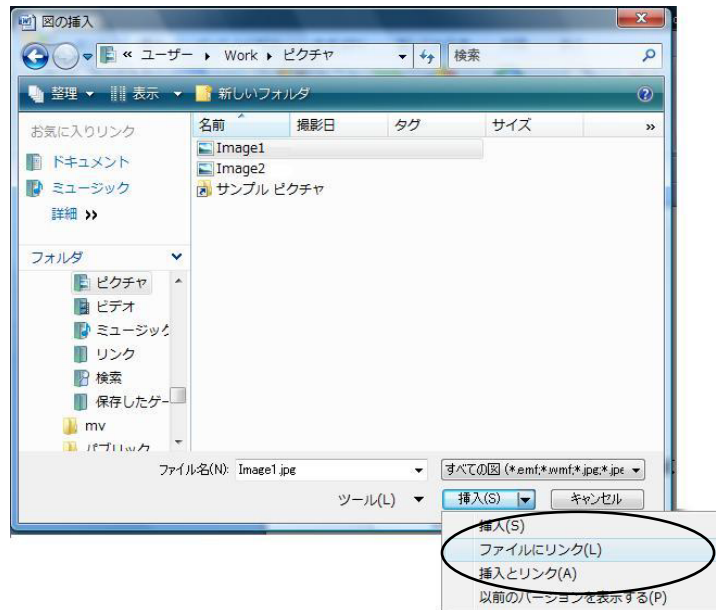 図の挿入
« ユーザー ▸ Work ▸ ピクチャ 検索
整理 表示 新しいフォルダ
お気に入りリンク
名前 撮影日 タグ サイズ »
Image1
ドキュメント
Image2
ミュージック
サンプル ピクチャ
詳細 »
フォルダ
ピクチャ
ビデオ
ミュージック
リンク
検索
保存したゲー
mv
パブリック
ファイル名(N): Image1.jpg すべての図 (*.emf;*.wmf;*.jpg;*.jpe
ツール(L) 挿入(S) キャンセル
挿入(S)
ファイルにリンク(L)
挿入とリンク(A)
以前のバージョンを表示する(P)